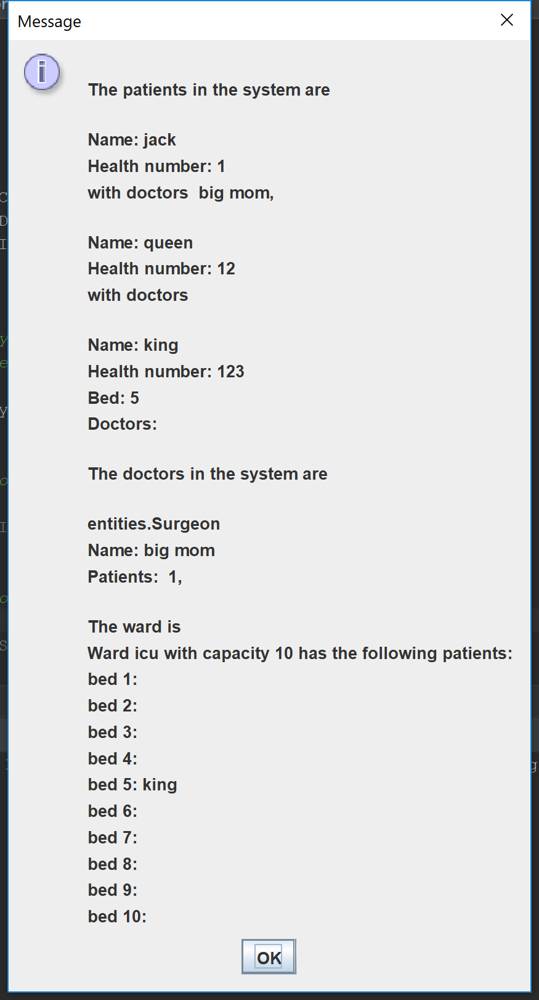 Message
The patients in the system are
Name: jack
Health number: 1
with doctors  big mom,
Name: queen
Health number: 12
with doctors
Name: king
Health number: 123
Bed: 5
Doctors:
The doctors in the system are
entities.Surgeon
Name: big mom
Patients:  1,
The ward is
Ward icu with capacity 10 has the following patients:
bed 1:
bed 2:
bed 3:
bed 4:
bed 5: king
bed 6:
bed 7:
bed 8:
bed 9:
bed 10:
OK